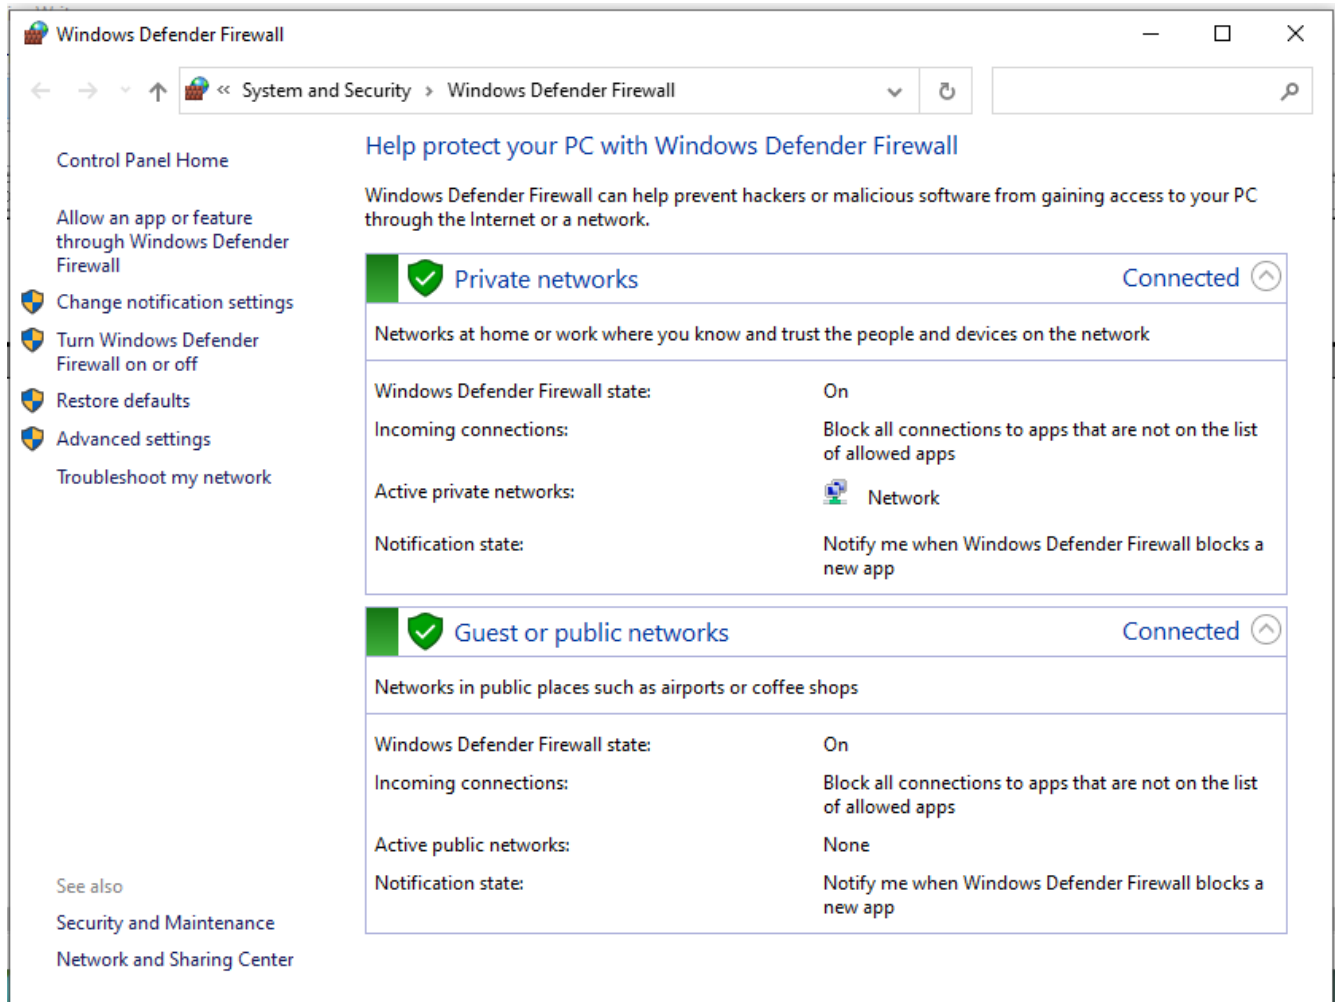 Windows Defender Firewall
« System and Security › Windows Defender Firewall
Control Panel Home
Allow an app or feature
through Windows Defender
Firewall
Change notification settings
Turn Windows Defender
Firewall on or off
Restore defaults
Advanced settings
Troubleshoot my network
Help protect your PC with Windows Defender Firewall
Windows Defender Firewall can help prevent hackers or malicious software from gaining access to your PC
through the Internet or a network.
Private networks Connected
Networks at home or work where you know and trust the people and devices on the network
Windows Defender Firewall state: On
Incoming connections: Block all connections to apps that are not on the list
of allowed apps
Active private networks: Network
Notification state: Notify me when Windows Defender Firewall blocks a
new app
Guest or public networks Connected
Networks in public places such as airports or coffee shops
Windows Defender Firewall state: On
Incoming connections: Block all connections to apps that are not on the list
of allowed apps
Active public networks: None
Notification state: Notify me when Windows Defender Firewall blocks a
new app
See also
Security and Maintenance
Network and Sharing Center